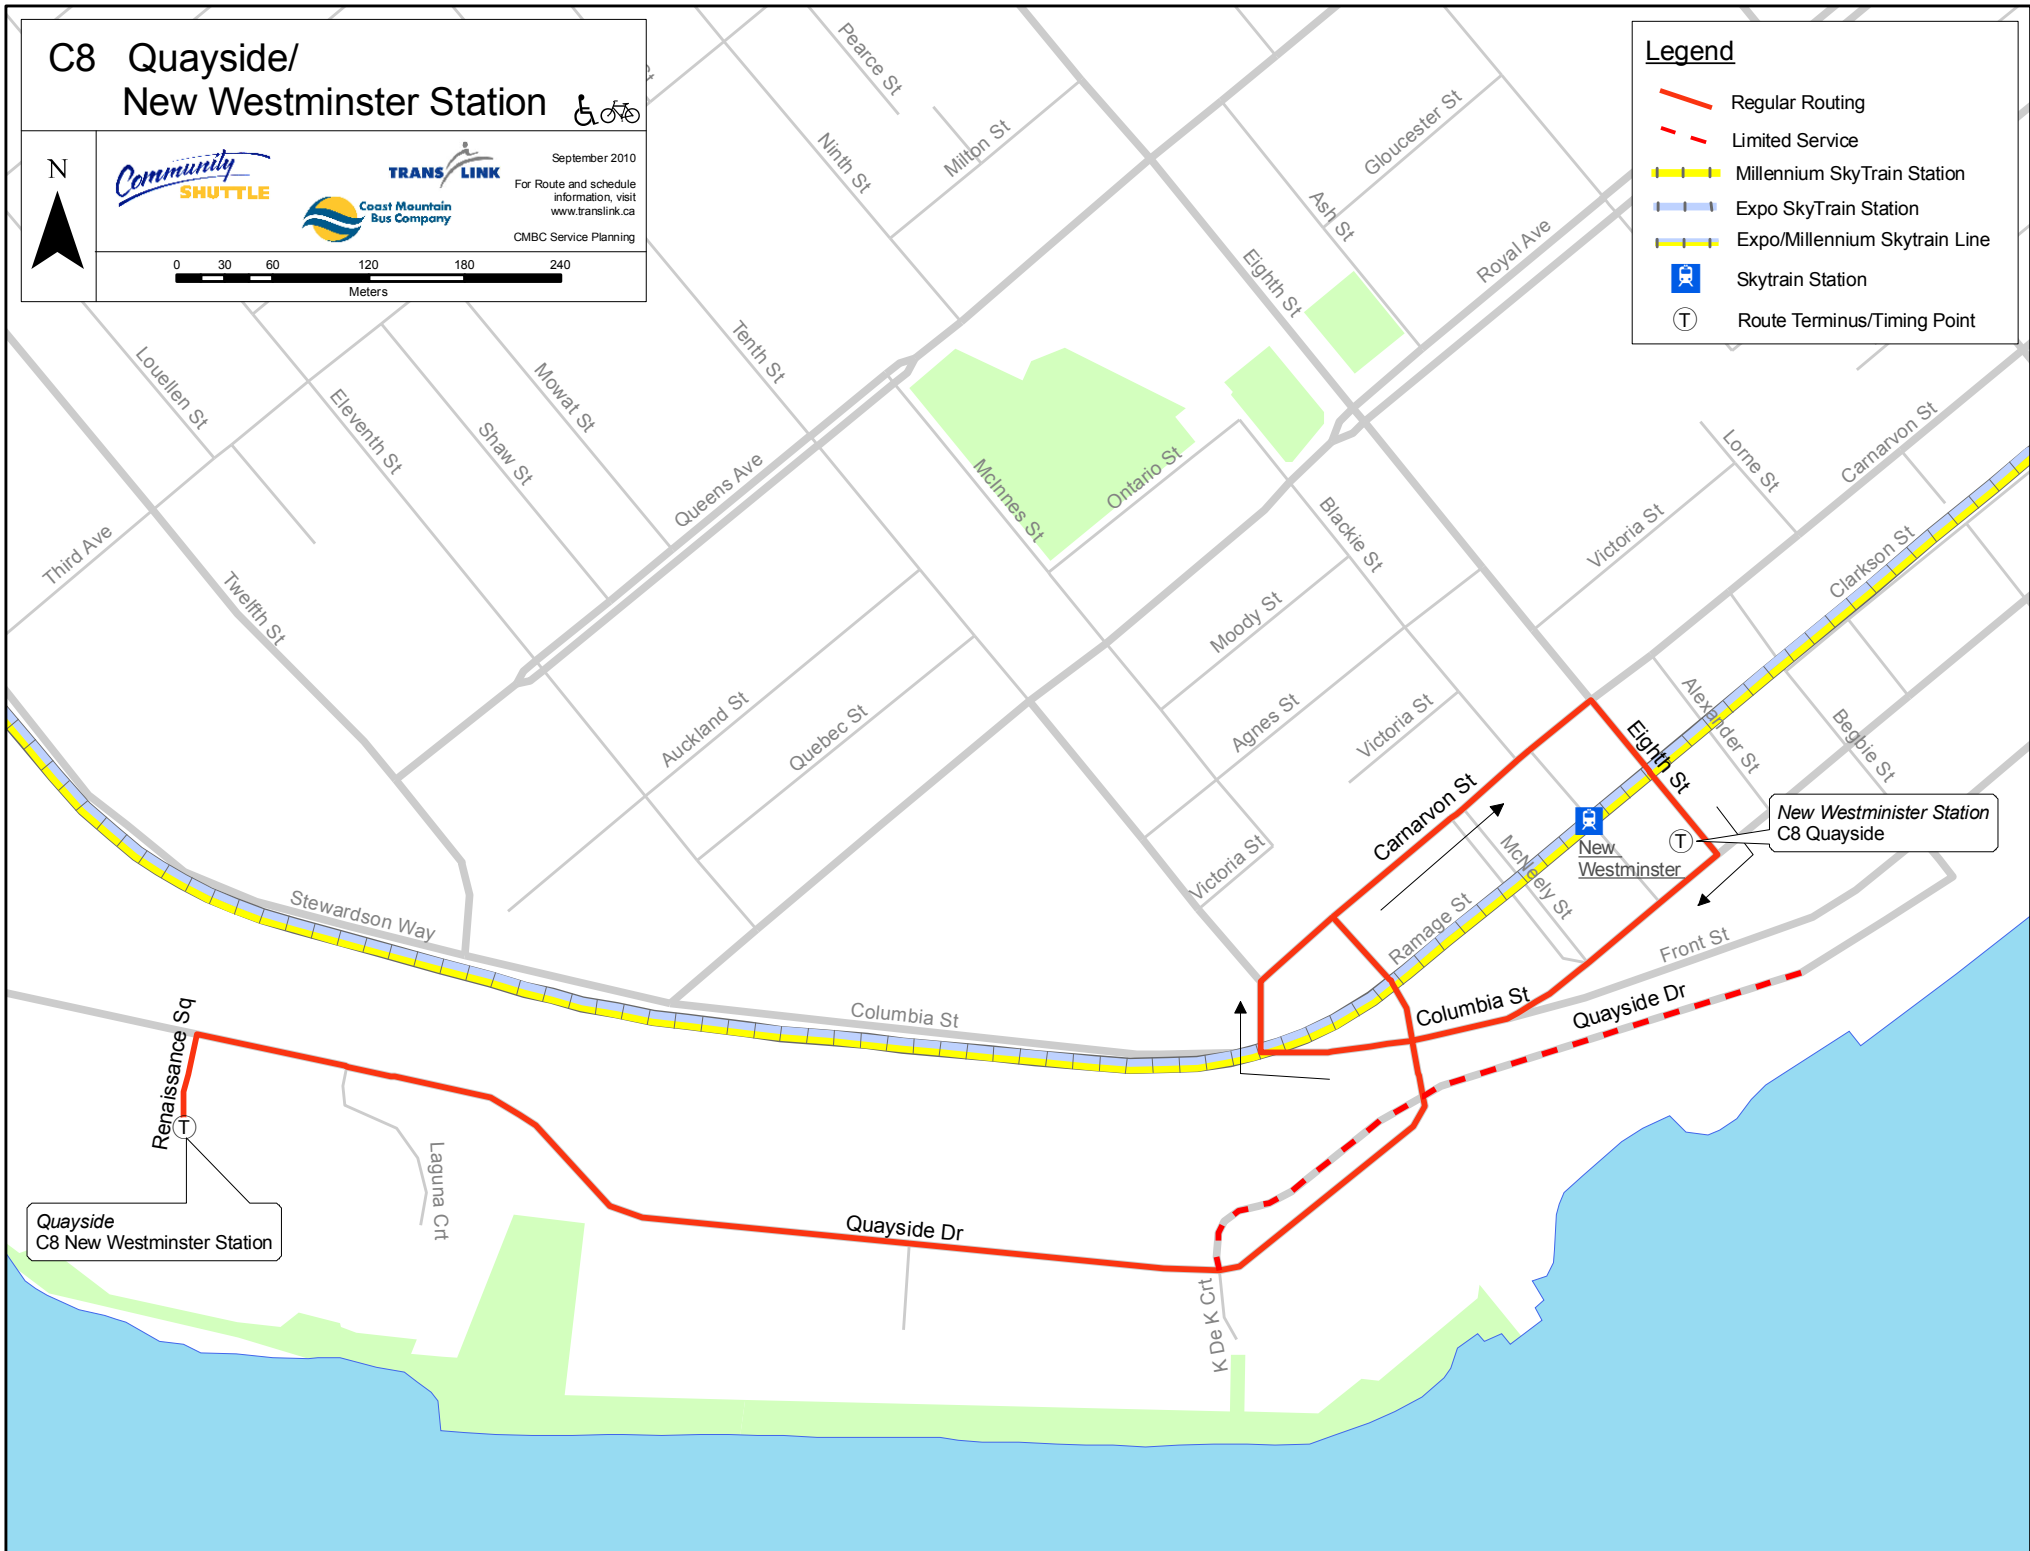 C8 Quayside/
New Westminster Station
N
Community
SHUTTLE
TRANS LINK
Coast Mountain
Bus Company
September 2010
For Route and schedule
information, visit
www.translink.ca
CMBC Service Planning
0 30 60 120 180 240
Meters
Legend
Regular Routing
Limited Service
Millennium SkyTrain Station
Expo SkyTrain Station
Expo/Millennium Skytrain Line
Skytrain Station
T
Route Terminus/Timing Point
Pearce St
Milton St
Ninth St
Gloucester St
Ash St
Royal Ave
Eighth St
Tenth St
Louellen St
Eleventh St
Mowat St
Shaw St
Queens Ave
McInnes St
Ontario St
Blackie St
Lorne St
Carnarvon St
Victoria St
Clarkson St
Third Ave
Twelfth St
Moody St
Auckland St
Quebec St
Agnes St
Victoria St
Alexander St
Begbie St
Eighth St
Carnarvon St
Victoria St
McNeely St
Ramage St
New
Westminster
T
New Westminister Station
C8 Quayside
Stewardson Way
Columbia St
Columbia St
Front St
Quayside Dr
Renaissance Sq
T
Laguna Crt
Quayside
C8 New Westminster Station
Quayside Dr
K De K Crt